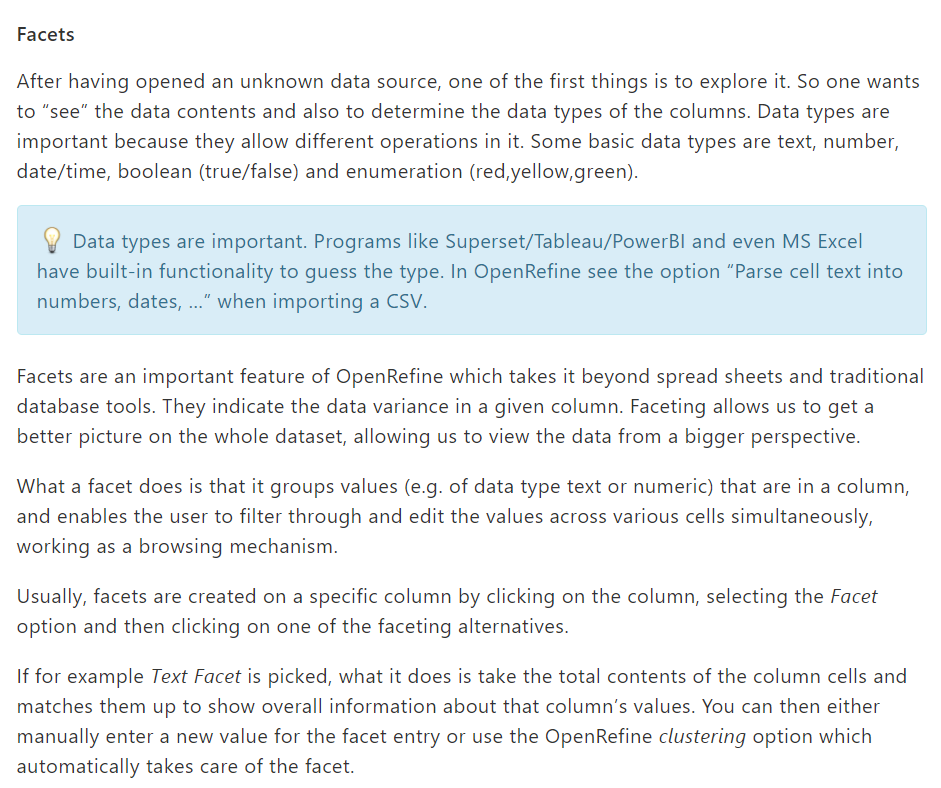 Facets
After having opened an unknown data source, one of the first things is to explore it. So one wants
to “see” the data contents and also to determine the data types of the columns. Data types are
important because they allow different operations in it. Some basic data types are text, number,
date/time, boolean (true/false) and enumeration (red,yellow,green).
Data types are important. Programs like Superset/Tableau/PowerBI and even MS Excel
have built-in functionality to guess the type. In OpenRefine see the option “Parse cell text into
numbers, dates, …” when importing a CSV.
Facets are an important feature of OpenRefine which takes it beyond spread sheets and traditional
database tools. They indicate the data variance in a given column. Faceting allows us to get a
better picture on the whole dataset, allowing us to view the data from a bigger perspective.
What a facet does is that it groups values (e.g. of data type text or numeric) that are in a column,
and enables the user to filter through and edit the values across various cells simultaneously,
working as a browsing mechanism.
Usually, facets are created on a specific column by clicking on the column, selecting the Facet
option and then clicking on one of the faceting alternatives.
If for example Text Facet is picked, what it does is take the total contents of the column cells and
matches them up to show overall information about that column’s values. You can then either
manually enter a new value for the facet entry or use the OpenRefine clustering option which
automatically takes care of the facet.